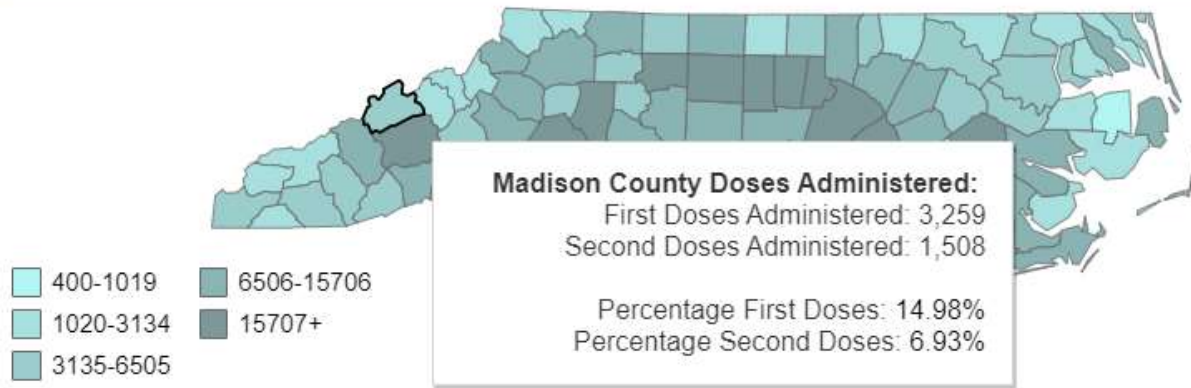 Madison County Doses Administered:
First Doses Administered: 3,259
Second Doses Administered: 1,508
Percentage First Doses: 14.98%
Percentage Second Doses: 6.93%
400-1019
1020-3134
3135-6505
6506-15706
15707+